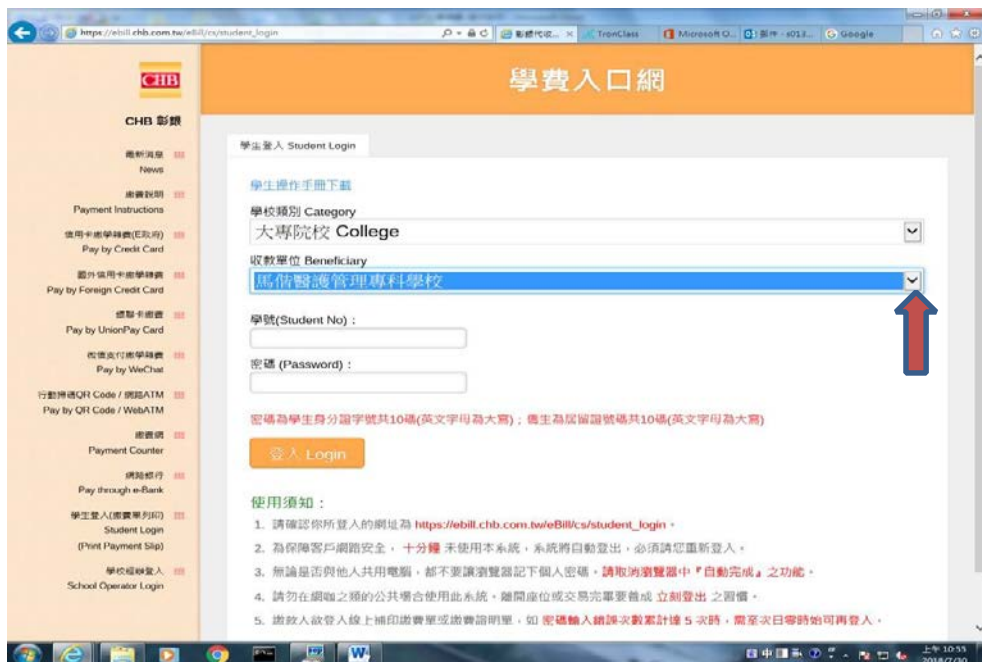 https://ebill.chb.com.tw/eBill/cs/student_login
TronClass
Microsoft O...
Google
CHB
學費入口網
CHB 彰銀
最新消息
News
繳費說明
Payment Instructions
信用卡繳學雜費(E政府)
Pay by Credit Card
國外信用卡繳學雜費
Pay by Foreign Credit Card
銀聯卡繳費
Pay by UnionPay Card
微信支付繳學雜費
Pay by WeChat
行動掃碼QR Code / 網路ATM
Pay by QR Code / WebATM
繳費網
Payment Counter
網路銀行
Pay through e-Bank
學生登入(繳費單列印)
Student Login
(Print Payment Slip)
學校經辦登入
School Operator Login
學生登入 Student Login
學生操作手冊下載
學校類別 Category
大專院校 College
收款單位 Beneficiary
馬偕醫護管理專科學校
學號(Student No)：
密碼 (Password)：
密碼為學生身分證字號共10碼(英文字母為大寫)；僑生為居留證號碼共10碼(英文字母為大寫)
登入 Login
使用須知：
1. 請確認你所登入的網址為 https://ebill.chb.com.tw/eBill/cs/student_login。
2. 為保障客戶網路安全， 十分鐘 未使用本系統，系統將自動登出，必須請您重新登入。
3. 無論是否與他人共用電腦，都不要讓瀏覽器記下個人密碼。請取消瀏覽器中『自動完成』之功能。
4. 請勿在網咖之類的公共場合使用此系統。離開座位或交易完畢要養成 立刻登出 之習慣。
5. 繳款人欲登入線上補印繳費單或繳費證明單，如 密碼輸入錯誤次數累計達 5 次時，需至次日零時始可再登入。
上午 10:55
2018/7/30